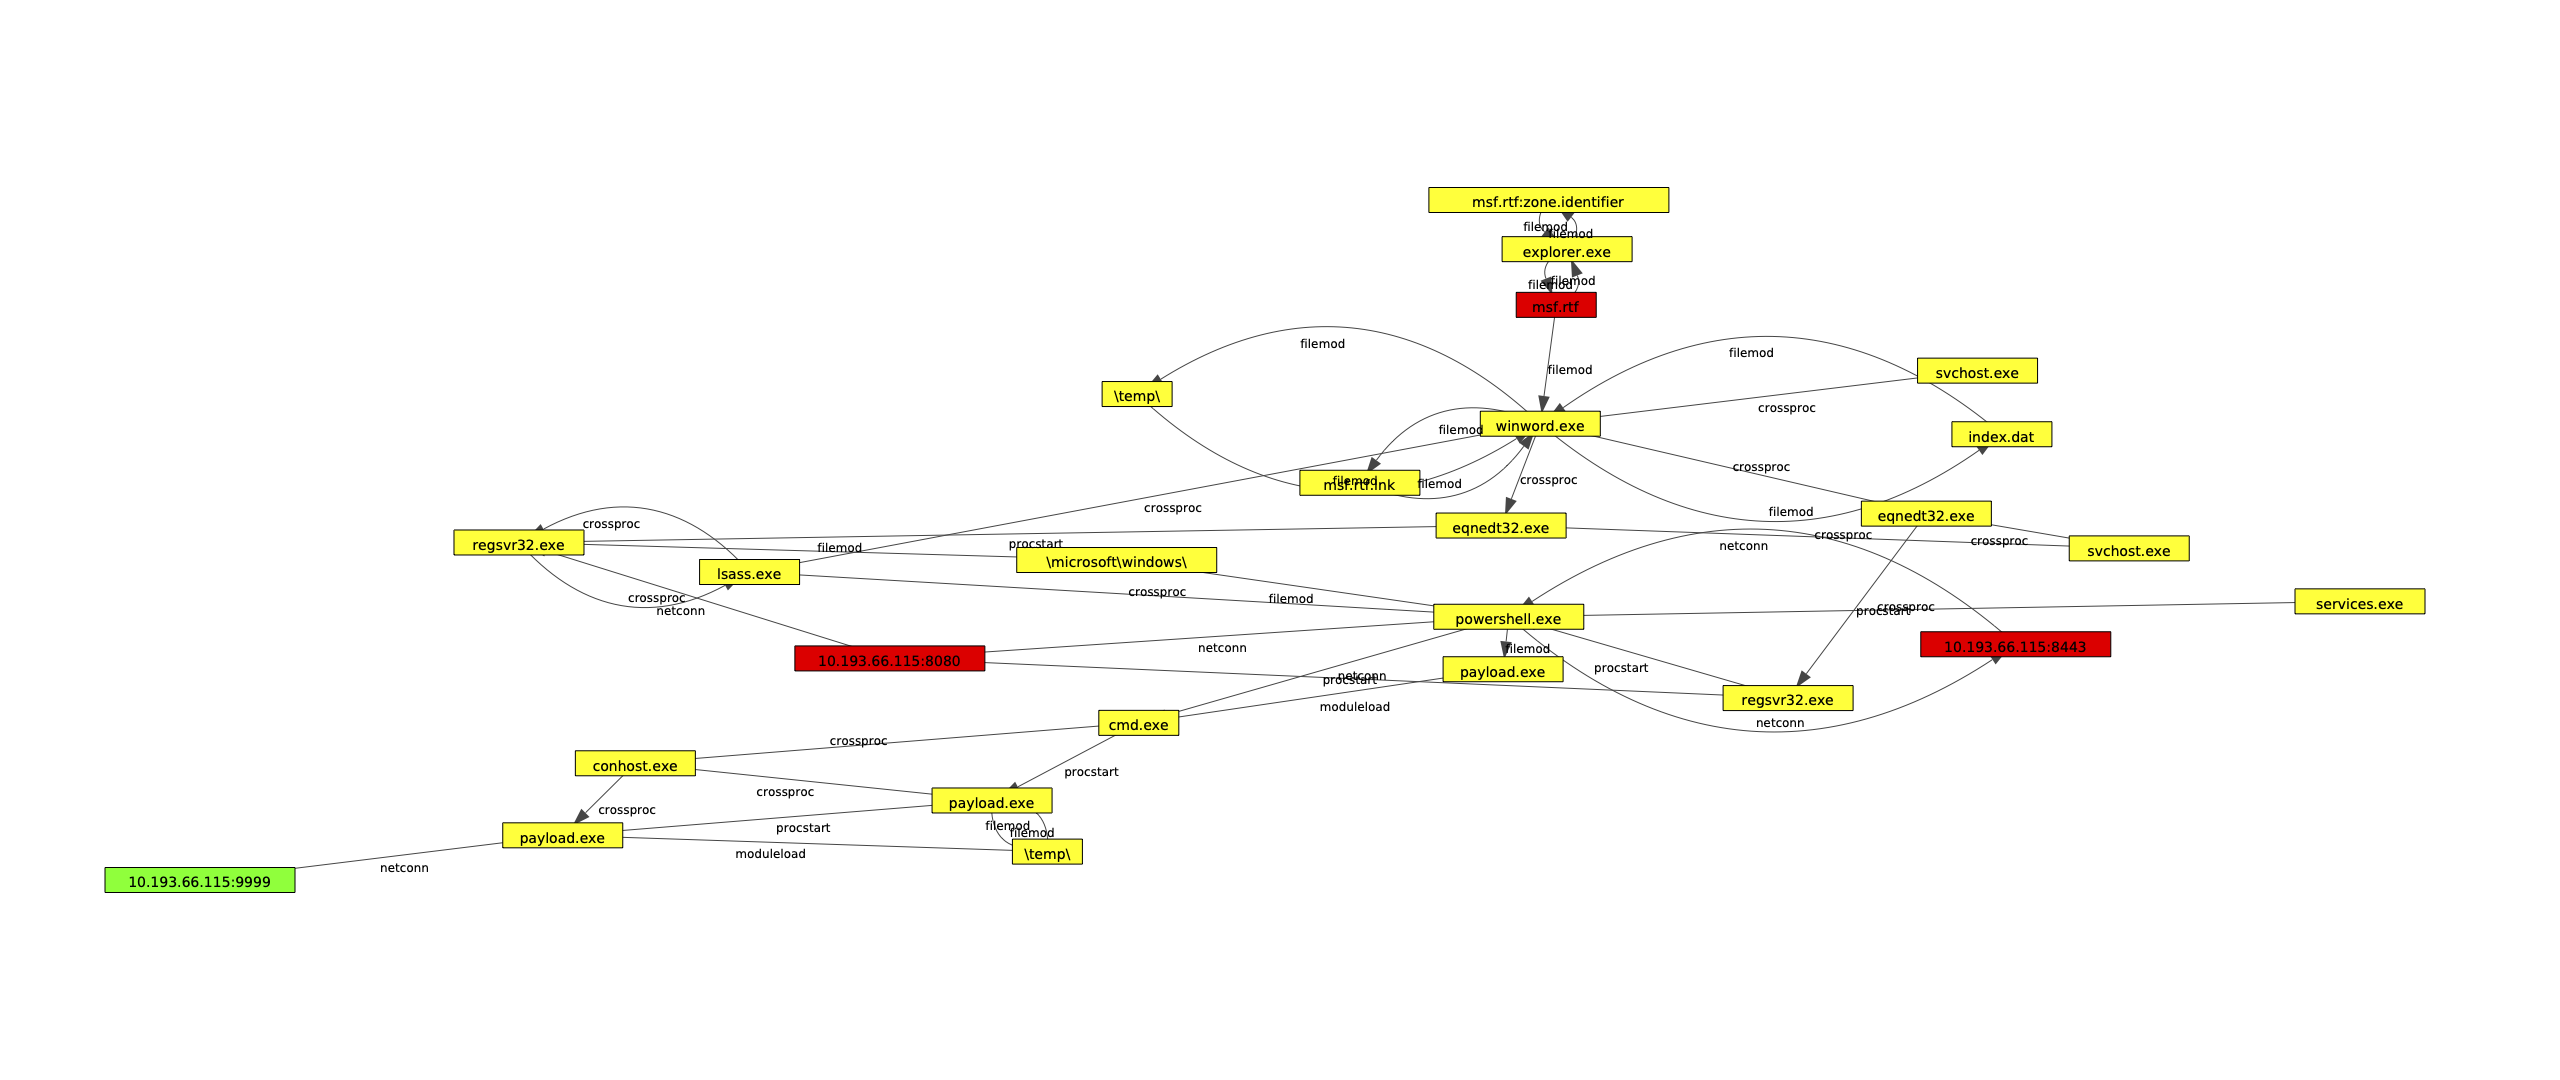 msf.rtf:zone.identifier
filemod
filemod
explorer.exe
filemod
filemod
msf.rtf
filemod
filemod
filemod
svchost.exe
\temp\
crossproc
winword.exe
filemod
index.dat
crossproc
filemod
msf.rtf.lnk
filemod
crossproc
crossproc
filemod
eqnedt32.exe
crossproc
eqnedt32.exe
crossproc
crossproc
regsvr32.exe
procstart
filemod
netconn
svchost.exe
\microsoft\windows\
lsass.exe
crossproc
crossproc
filemod
netconn
services.exe
crossproc
procstart
powershell.exe
10.193.66.115:8443
netconn
filemod
10.193.66.115:8080
procstart
payload.exe
netconn
procstart
regsvr32.exe
moduleload
netconn
cmd.exe
crossproc
conhost.exe
procstart
crossproc
payload.exe
crossproc
filemod
filemod
procstart
payload.exe
moduleload
\temp\
netconn
10.193.66.115:9999